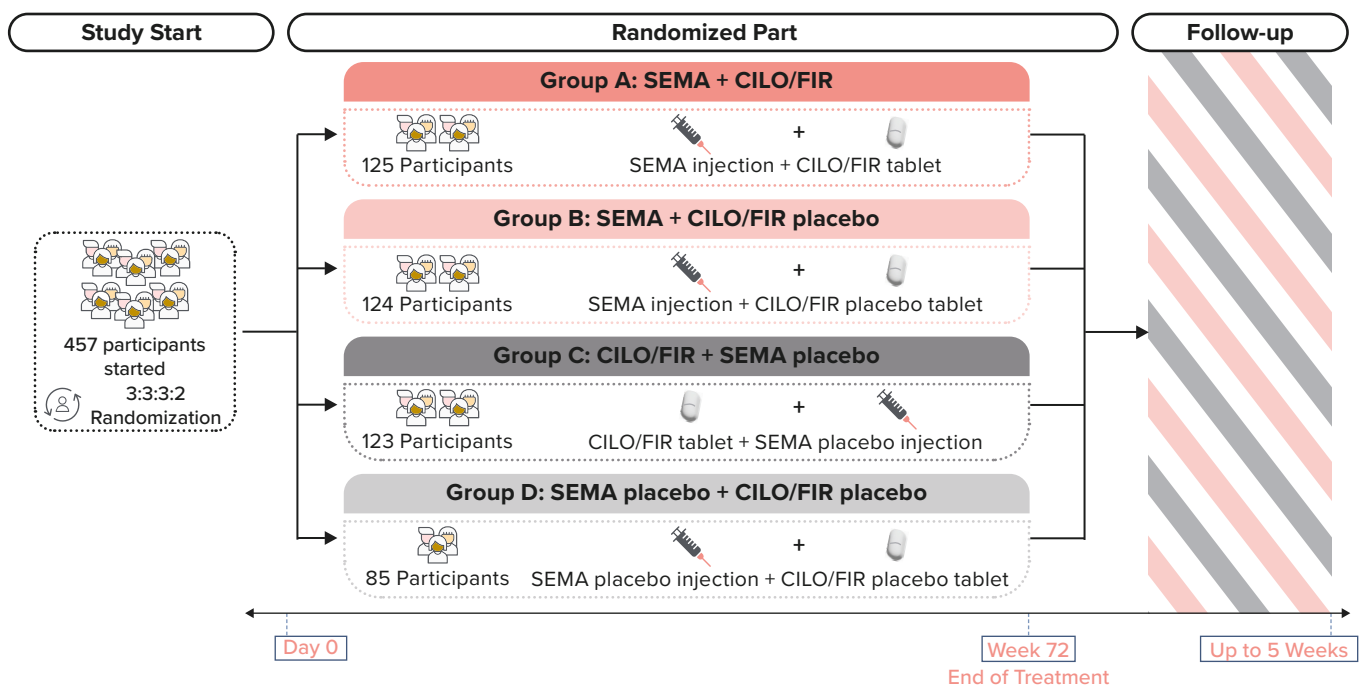 Study Start
Randomized Part
Follow-up
457 participants
started
3:3:3:2
Randomization
Group A: SEMA + CILO/FIR
+
125 Participants
SEMA injection + CILO/FIR tablet
Group B: SEMA + CILO/FIR placebo
+
124 Participants
SEMA injection + CILO/FIR placebo tablet
Group C: CILO/FIR + SEMA placebo
+
123 Participants
CILO/FIR tablet + SEMA placebo injection
Group D: SEMA placebo + CILO/FIR placebo
+
85 Participants
SEMA placebo injection + CILO/FIR placebo tablet
Day 0
Week 72
End of Treatment
Up to 5 Weeks